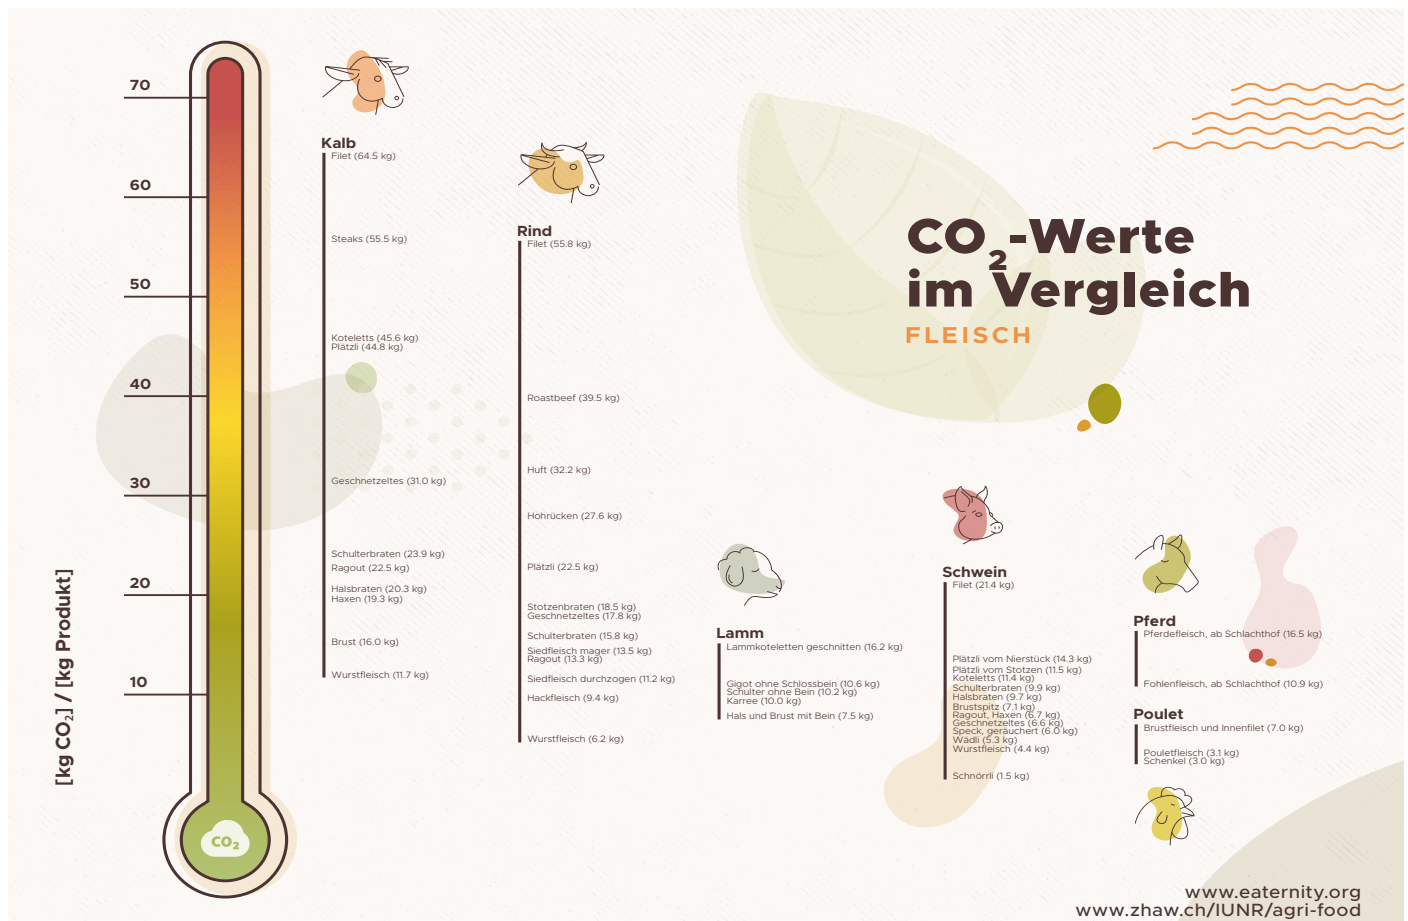 70
60
50
40
30
20
10
[kg CO₂] / [kg Produkt]
CO₂
Kalb
Filet (64.5 kg)
Steaks (55.5 kg)
Koteletts (45.6 kg)
Plätzli (44.8 kg)
Geschnetzeltes (31.0 kg)
Schulterbraten (23.9 kg)
Ragout (22.5 kg)
Halsbraten (20.3 kg)
Haxen (19.3 kg)
Brust (16.0 kg)
Wurstfleisch (11.7 kg)
Rind
Filet (55.8 kg)
Roastbeef (39.5 kg)
Huft (32.2 kg)
Hohrücken (27.6 kg)
Plätzli (22.5 kg)
Stotzenbraten (18.5 kg)
Geschnetzeltes (17.8 kg)
Schulterbraten (15.8 kg)
Siedfleisch mager (13.5 kg)
Ragout (13.3 kg)
Siedfleisch durchzogen (11.2 kg)
Hackfleisch (9.4 kg)
Wurstfleisch (6.2 kg)
CO₂-Werte
im Vergleich
FLEISCH
Lamm
Lammkoteletten geschnitten (16.2 kg)
Gigot ohne Schlossbein (10.6 kg)
Schulter ohne Bein (10.2 kg)
Karree (10.0 kg)
Hals und Brust mit Bein (7.5 kg)
Schwein
Filet (21.4 kg)
Plätzli vom Nierstück (14.3 kg)
Plätzli vom Stotzen (11.5 kg)
Koteletts (11.4 kg)
Schulterbraten (9.9 kg)
Halsbraten (9.7 kg)
Brustspitz (7.1 kg)
Ragout, Haxen (6.7 kg)
Geschnetzeltes (6.6 kg)
Speck, geräuchert (6.0 kg)
Wädli (5.3 kg)
Wurstfleisch (4.4 kg)
Schnörrli (1.5 kg)
Pferd
Pferdefleisch, ab Schlachthof (16.5 kg)
Fohlenfleisch, ab Schlachthof (10.9 kg)
Poulet
Brustfleisch und Innenfilet (7.0 kg)
Pouletfleisch (3.1 kg)
Schenkel (3.0 kg)
www.eaternity.org
www.zhaw.ch/IUNR/agri-food